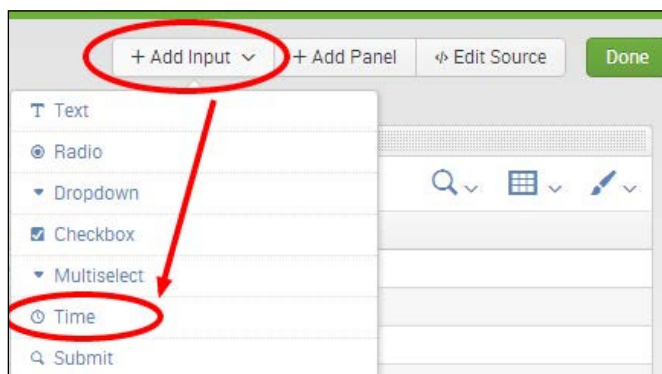 + Add Input + Add Panel Edit Source Done
Text
Radio
Dropdown
Checkbox
Multiselect
Time
Submit